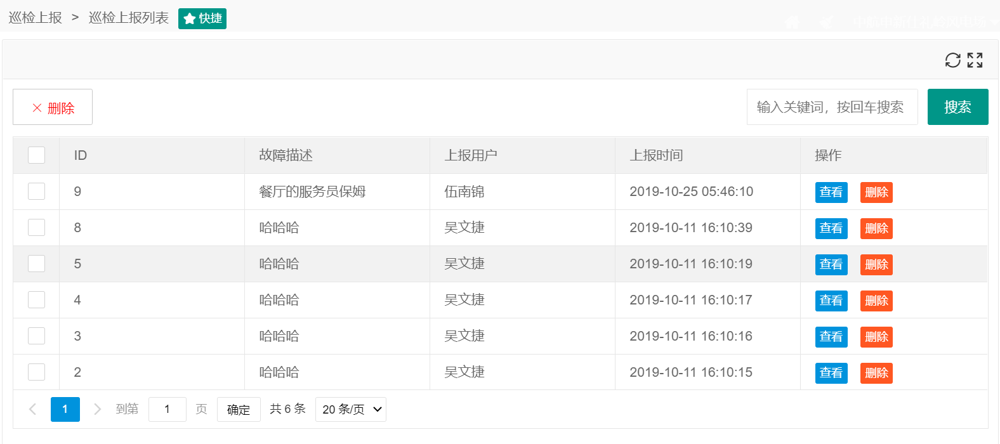 巡检上报 > 巡检上报列表 快捷
删除 输入关键词，按回车搜索 搜索
ID 故障描述 上报用户 上报时间 操作
9 餐厅的服务员保姆 伍南锦 2019-10-25 05:46:10 查看 删除
8 哈哈哈 吴文捷 2019-10-11 16:10:39 查看 删除
5 哈哈哈 吴文捷 2019-10-11 16:10:19 查看 删除
4 哈哈哈 吴文捷 2019-10-11 16:10:17 查看 删除
3 哈哈哈 吴文捷 2019-10-11 16:10:16 查看 删除
2 哈哈哈 吴文捷 2019-10-11 16:10:15 查看 删除
1 到第 1 页 确定 共 6 条 20 条/页